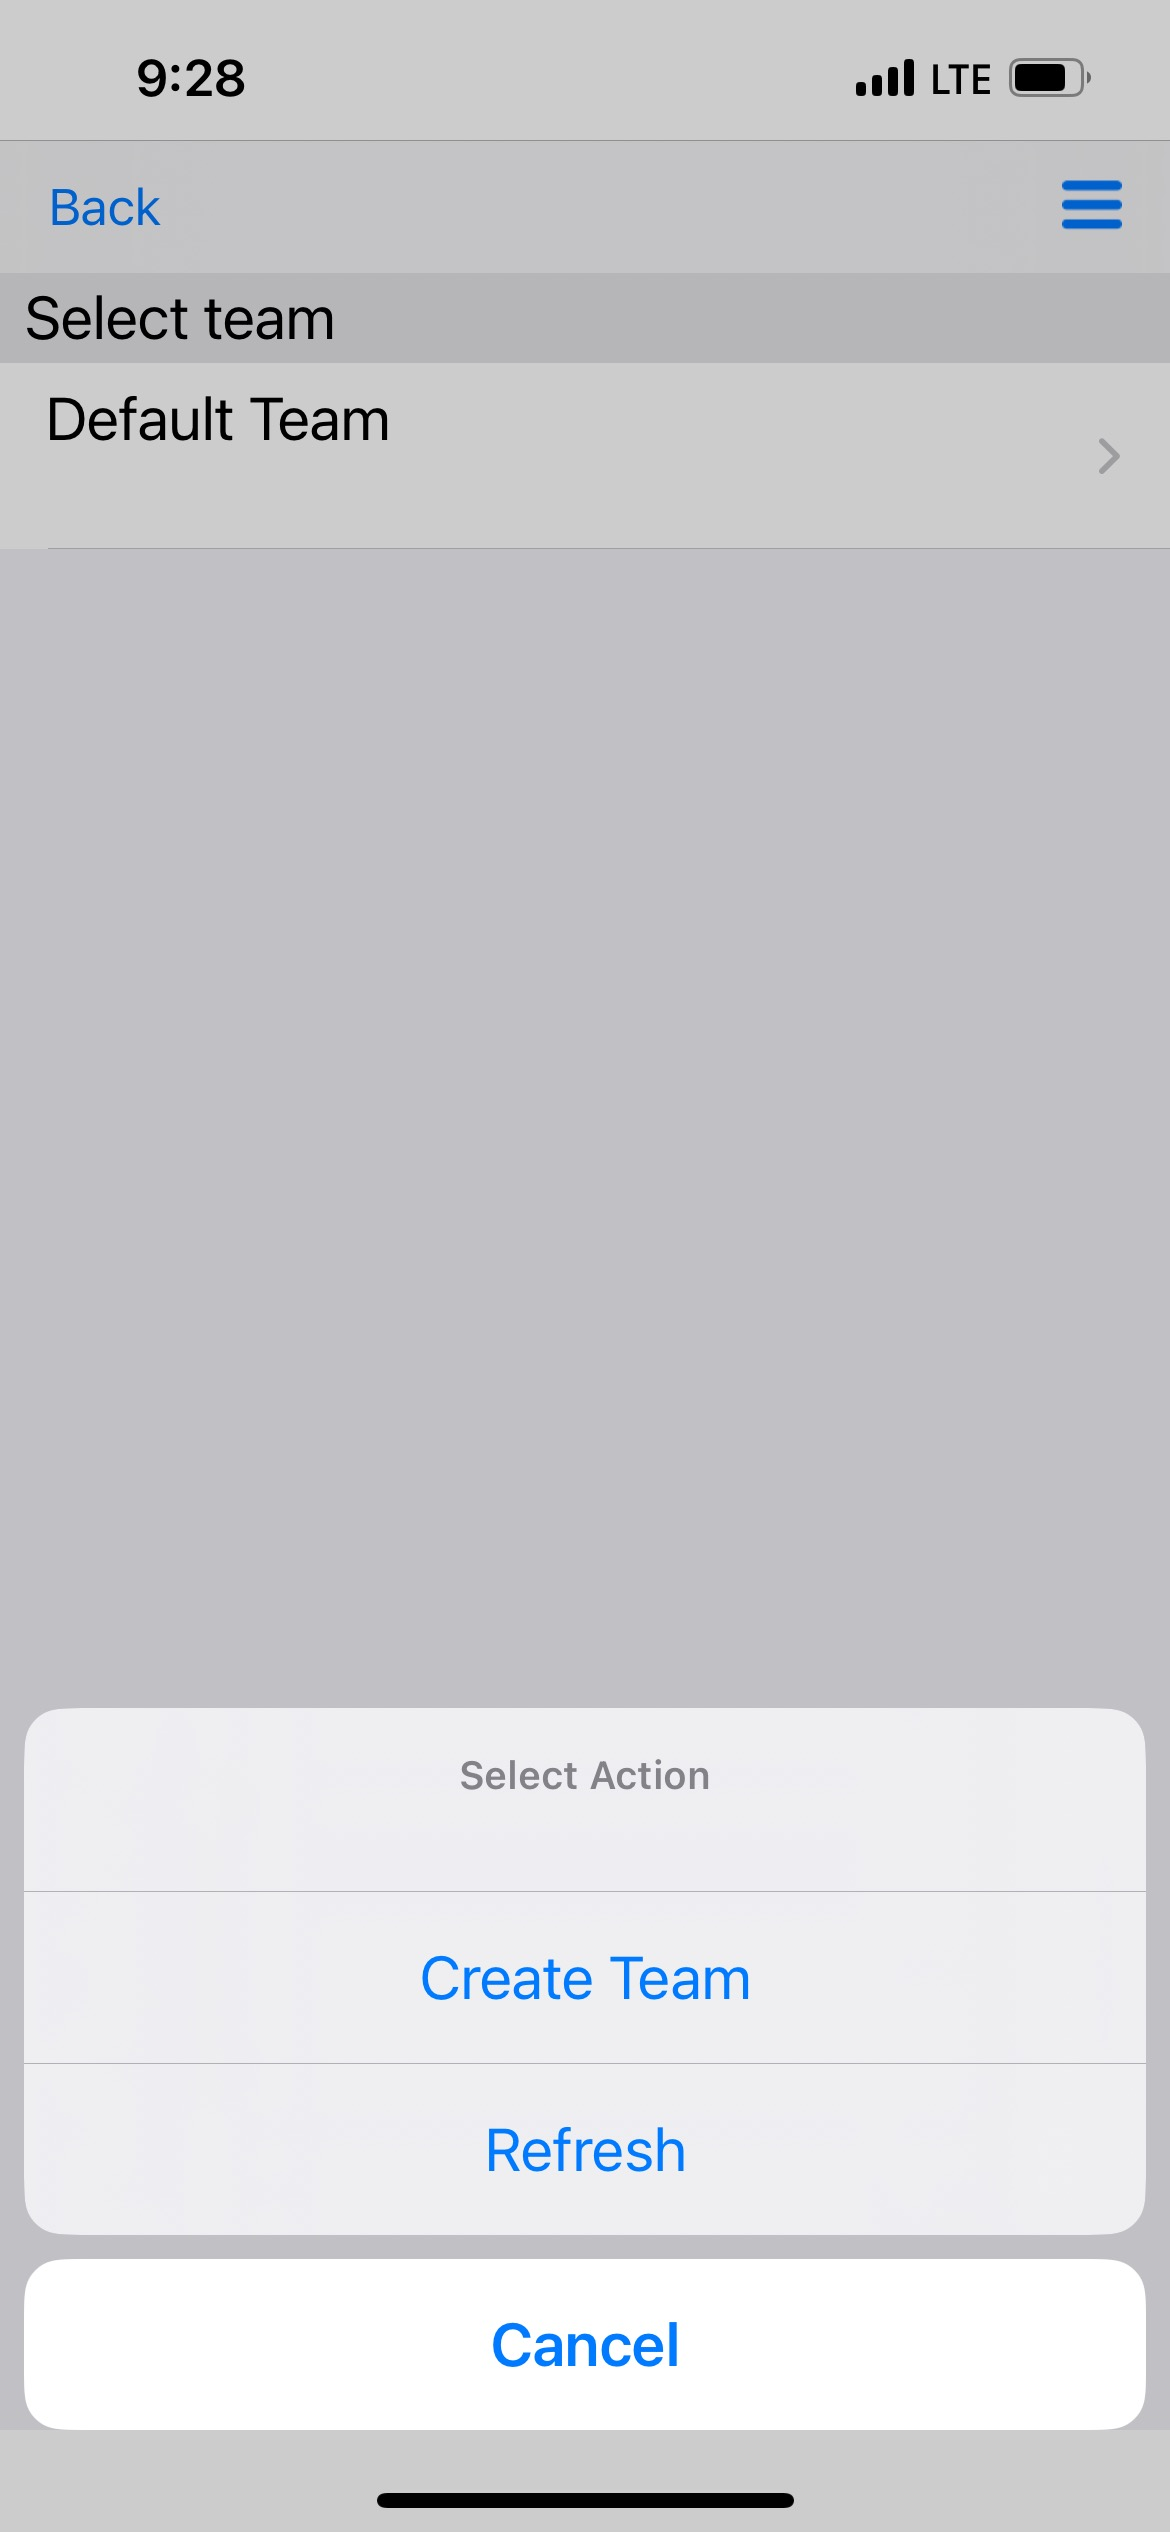 9:28 LTE
Back
Select team
Default Team
Select Action
Create Team
Refresh
Cancel